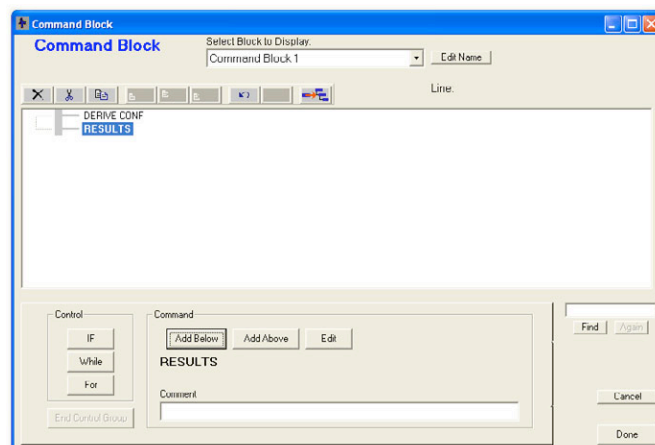 Command Block
Command Block
Select Block to Display:
Command Block 1
Edit Name
Line:
DERIVE CONF
RESULTS
Control
IF
While
For
End Control Group
Command
Add Below
Add Above
Edit
RESULTS
Comment
Find
Again
Cancel
Done